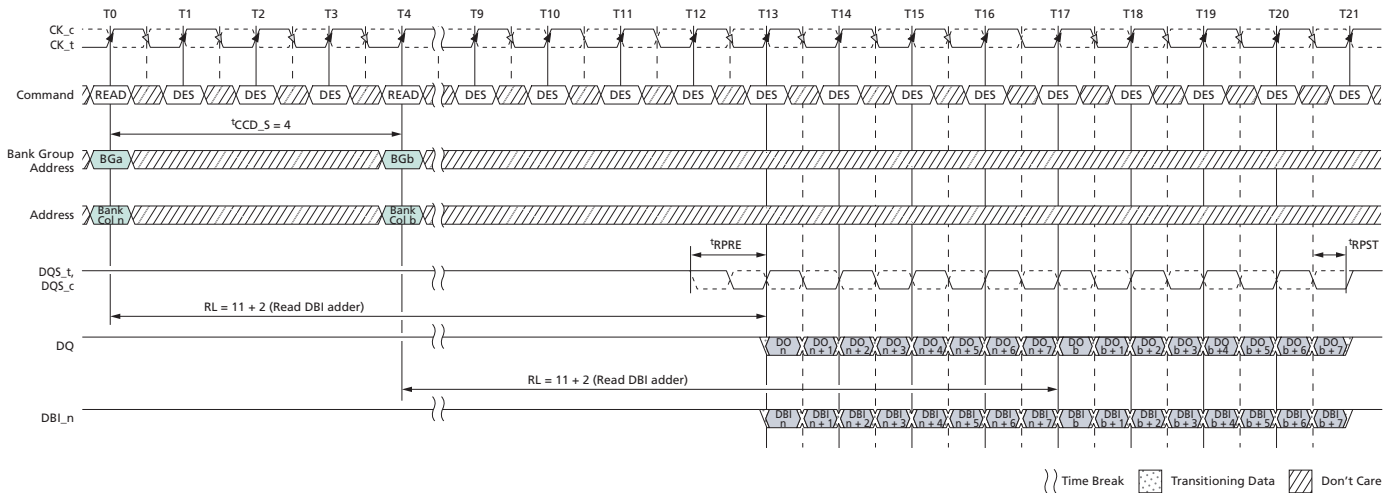 T0 T1 T2 T3 T4 T9 T10 T11 T12 T13 T14 T15 T16 T17 T18 T19 T20 T21
CK_c
CK_t
Command READ DES DES DES READ DES DES DES DES DES DES DES DES DES DES DES DES DES
tCCD_S = 4
Bank Group
Address BGa BGb
Address Bank
Col n Bank
Col b
tRPRE tRPST
DQS_t,
DQS_c
RL = 11 + 2 (Read DBI adder)
DQ DO
n DO
n + 1 DO
n + 2 DO
n + 3 DO
n + 4 DO
n + 5 DO
n + 6 DO
n + 7 DO
b DO
b + 1 DO
b + 2 DO
b + 3 DO
b +4 DO
b + 5 DO
b + 6 DO
b + 7
RL = 11 + 2 (Read DBI adder)
DBI_n DBI
n DBI
n + 1 DBI
n + 2 DBI
n + 3 DBI
n + 4 DBI
n + 5 DBI
n + 6 DBI
n + 7 DBI
b DBI
b + 1 DBI
b + 2 DBI
b + 3 DBI
b + 4 DBI
b + 5 DBI
b + 6 DBI
b + 7
Time Break Transitioning Data Don't Care